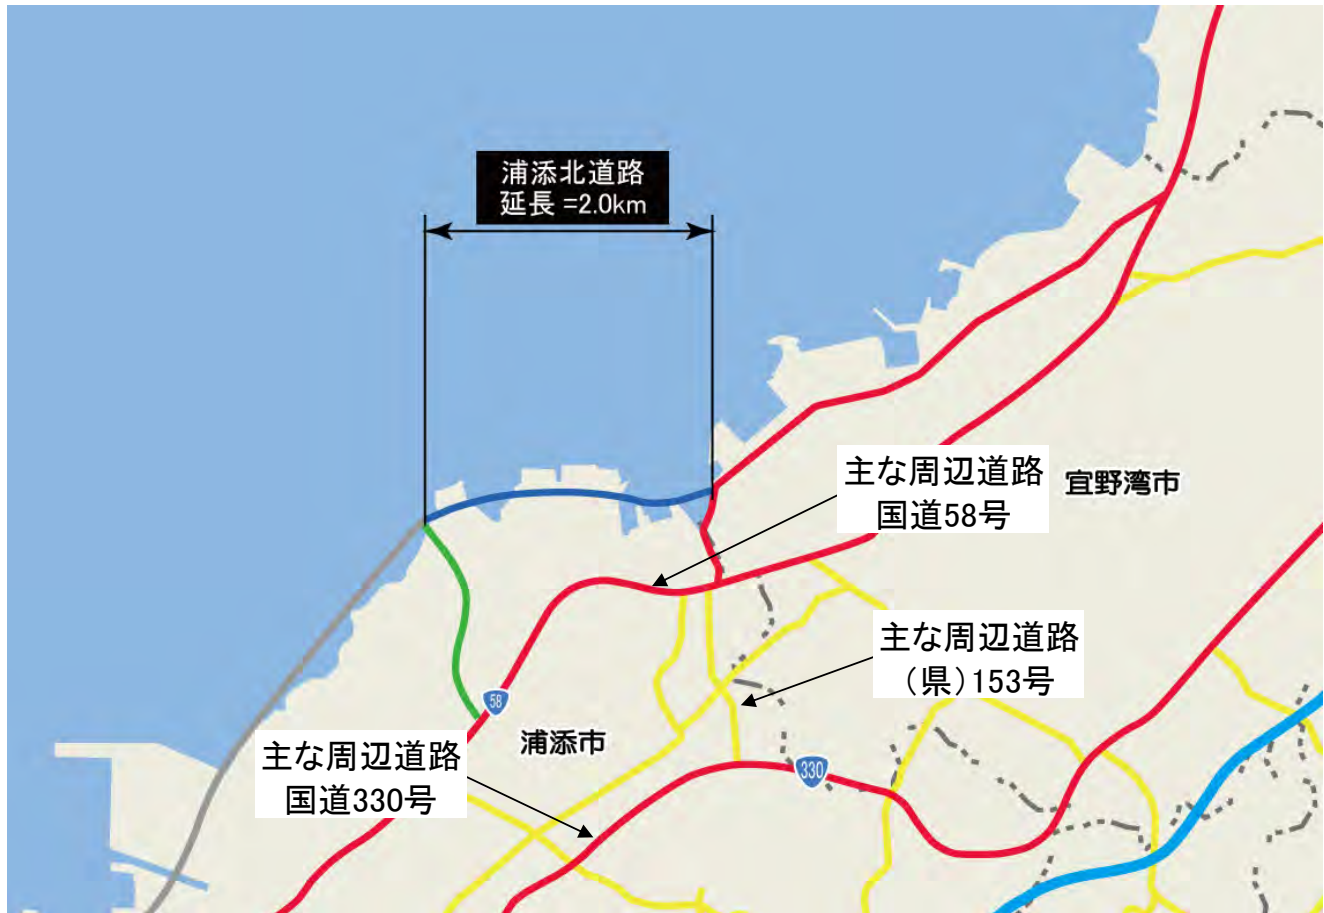 浦添北道路
延長 =2.0km
主な周辺道路
国道58号
宜野湾市
主な周辺道路
（県）153号
58
浦添市
主な周辺道路
国道330号
330